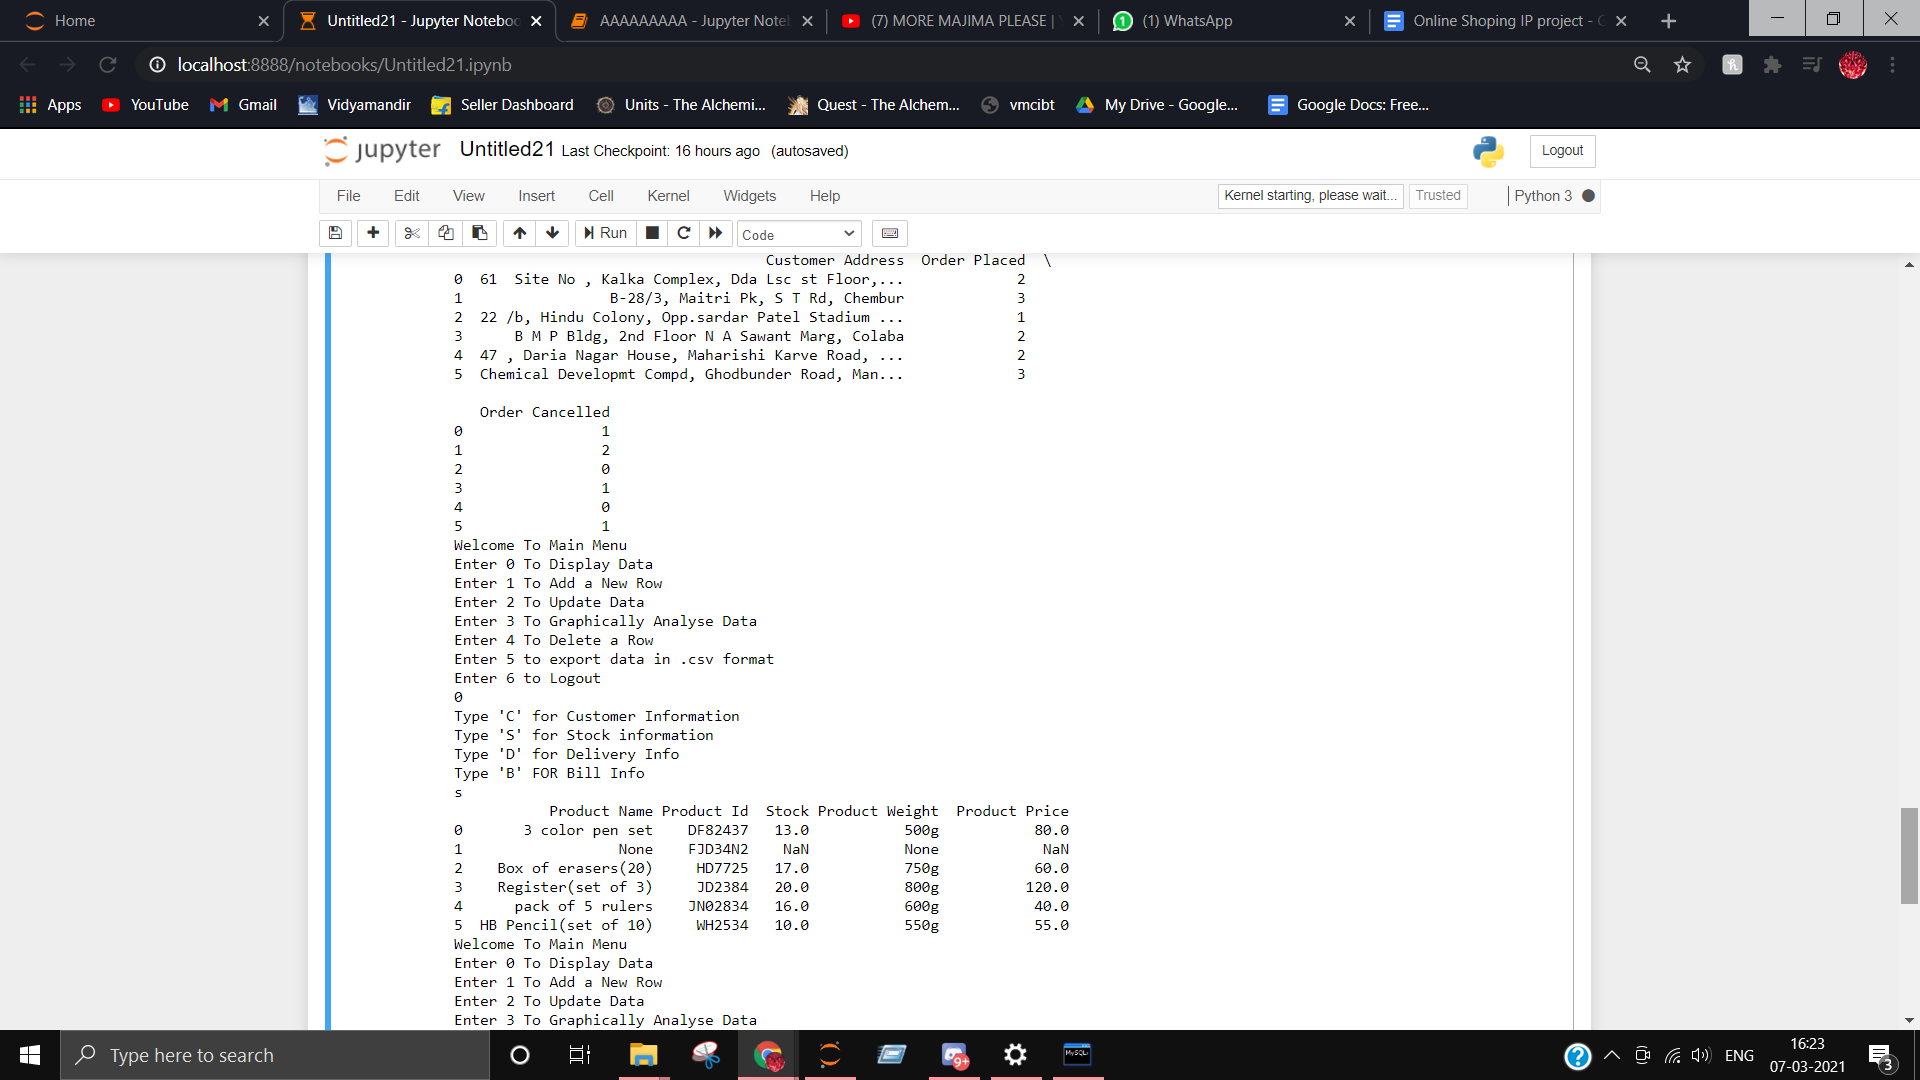 Home
Untitled21 - Jupyter Noteboo
AAAAAAAAA - Jupyter Note
(7) MORE MAJIMA PLEASE |
(1) WhatsApp
Online Shoping IP project -
localhost:8888/notebooks/Untitled21.ipynb
Apps YouTube Gmail Vidyamandir Seller Dashboard Units - The Alchemi... Quest - The Alchem... vmcibt My Drive - Google... Google Docs: Free...
jupyter Untitled21 Last Checkpoint: 16 hours ago (autosaved) Logout
File Edit View Insert Cell Kernel Widgets Help Kernel starting, please wait... Trusted Python 3
Run Code
Customer Address Order Placed \
0 61 Site No , Kalka Complex, Dda Lsc st Floor,... 2
1 B-28/3, Maitri Pk, S T Rd, Chembur 3
2 22 /b, Hindu Colony, Opp.sardar Patel Stadium ... 1
3 B M P Bldg, 2nd Floor N A Sawant Marg, Colaba 2
4 47 , Daria Nagar House, Maharishi Karve Road, ... 2
5 Chemical Developmt Compd, Ghodbunder Road, Man... 3
Order Cancelled
0 1
1 2
2 0
3 1
4 0
5 1
Welcome To Main Menu
Enter 0 To Display Data
Enter 1 To Add a New Row
Enter 2 To Update Data
Enter 3 To Graphically Analyse Data
Enter 4 To Delete a Row
Enter 5 to export data in .csv format
Enter 6 to Logout
0
Type 'C' for Customer Information
Type 'S' for Stock information
Type 'D' for Delivery Info
Type 'B' FOR Bill Info
s
Product Name Product Id Stock Product Weight Product Price
0 3 color pen set DF82437 13.0 500g 80.0
1 None FJD34N2 NaN None NaN
2 Box of erasers(20) HD7725 17.0 750g 60.0
3 Register(set of 3) JD2384 20.0 800g 120.0
4 pack of 5 rulers JN02834 16.0 600g 40.0
5 HB Pencil(set of 10) WH2534 10.0 550g 55.0
Welcome To Main Menu
Enter 0 To Display Data
Enter 1 To Add a New Row
Enter 2 To Update Data
Enter 3 To Graphically Analyse Data
Type here to search
9+
MySQL
ENG
16:23
07-03-2021
3